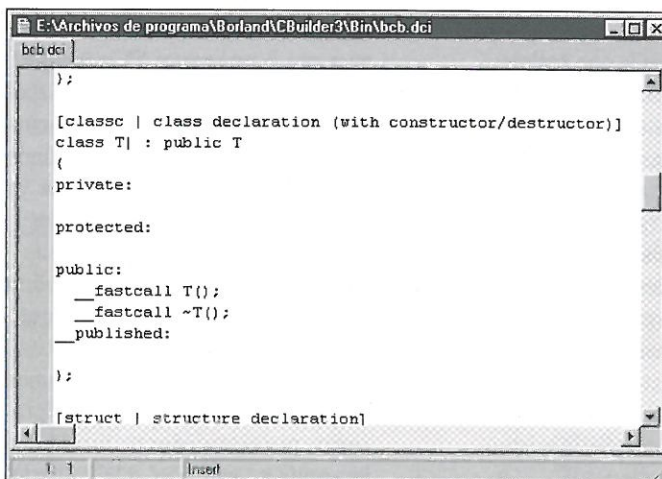 E:\Archivos de programa\Borland\CBuilder3\Bin\bcb.dci
bcb.dci
};
[classc | class declaration (with constructor/destructor)]
class T| : public T
{
private:
protected:
public:
__fastcall T();
__fastcall ~T();
__published:
};
[struct | structure declaration]
1: 1
Insert